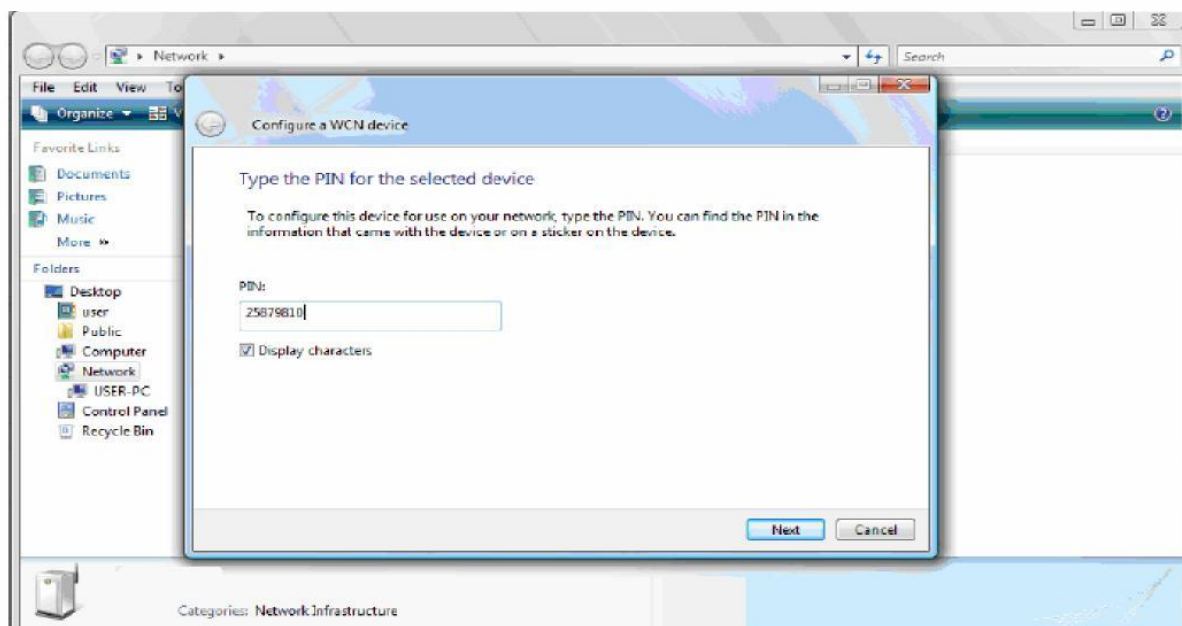 Network
Search
File Edit View To
Organize V
Configure a WCN device
Favorite Links
Documents
Pictures
Music
More »
Folders
Desktop
user
Public
Computer
Network
USER-PC
Control Panel
Recycle Bin
Type the PIN for the selected device
To configure this device for use on your network, type the PIN. You can find the PIN in the
information that came with the device or on a sticker on the device.
PIN:
25879810
Display characters
Next Cancel
Categories: Network Infrastructure